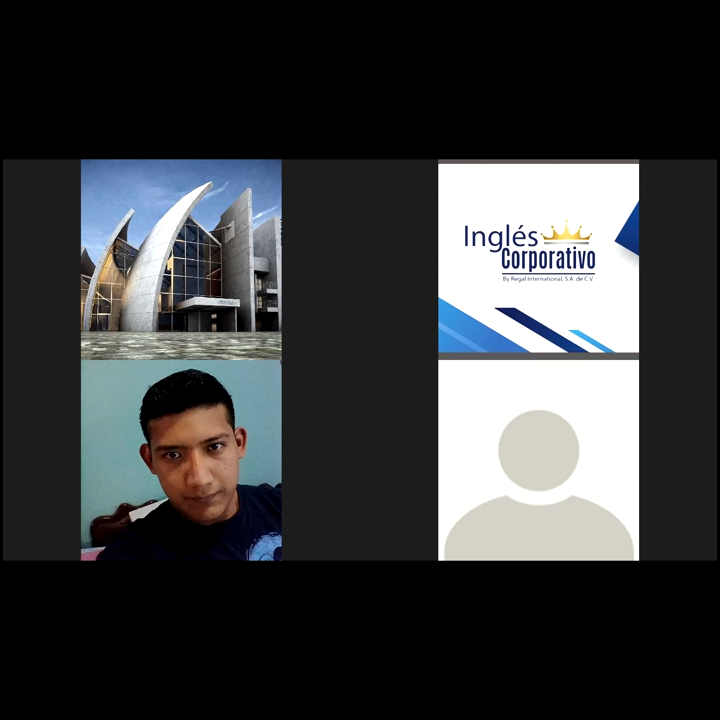 Inglés
Corporativo
By Regal International, S.A. de C.V.